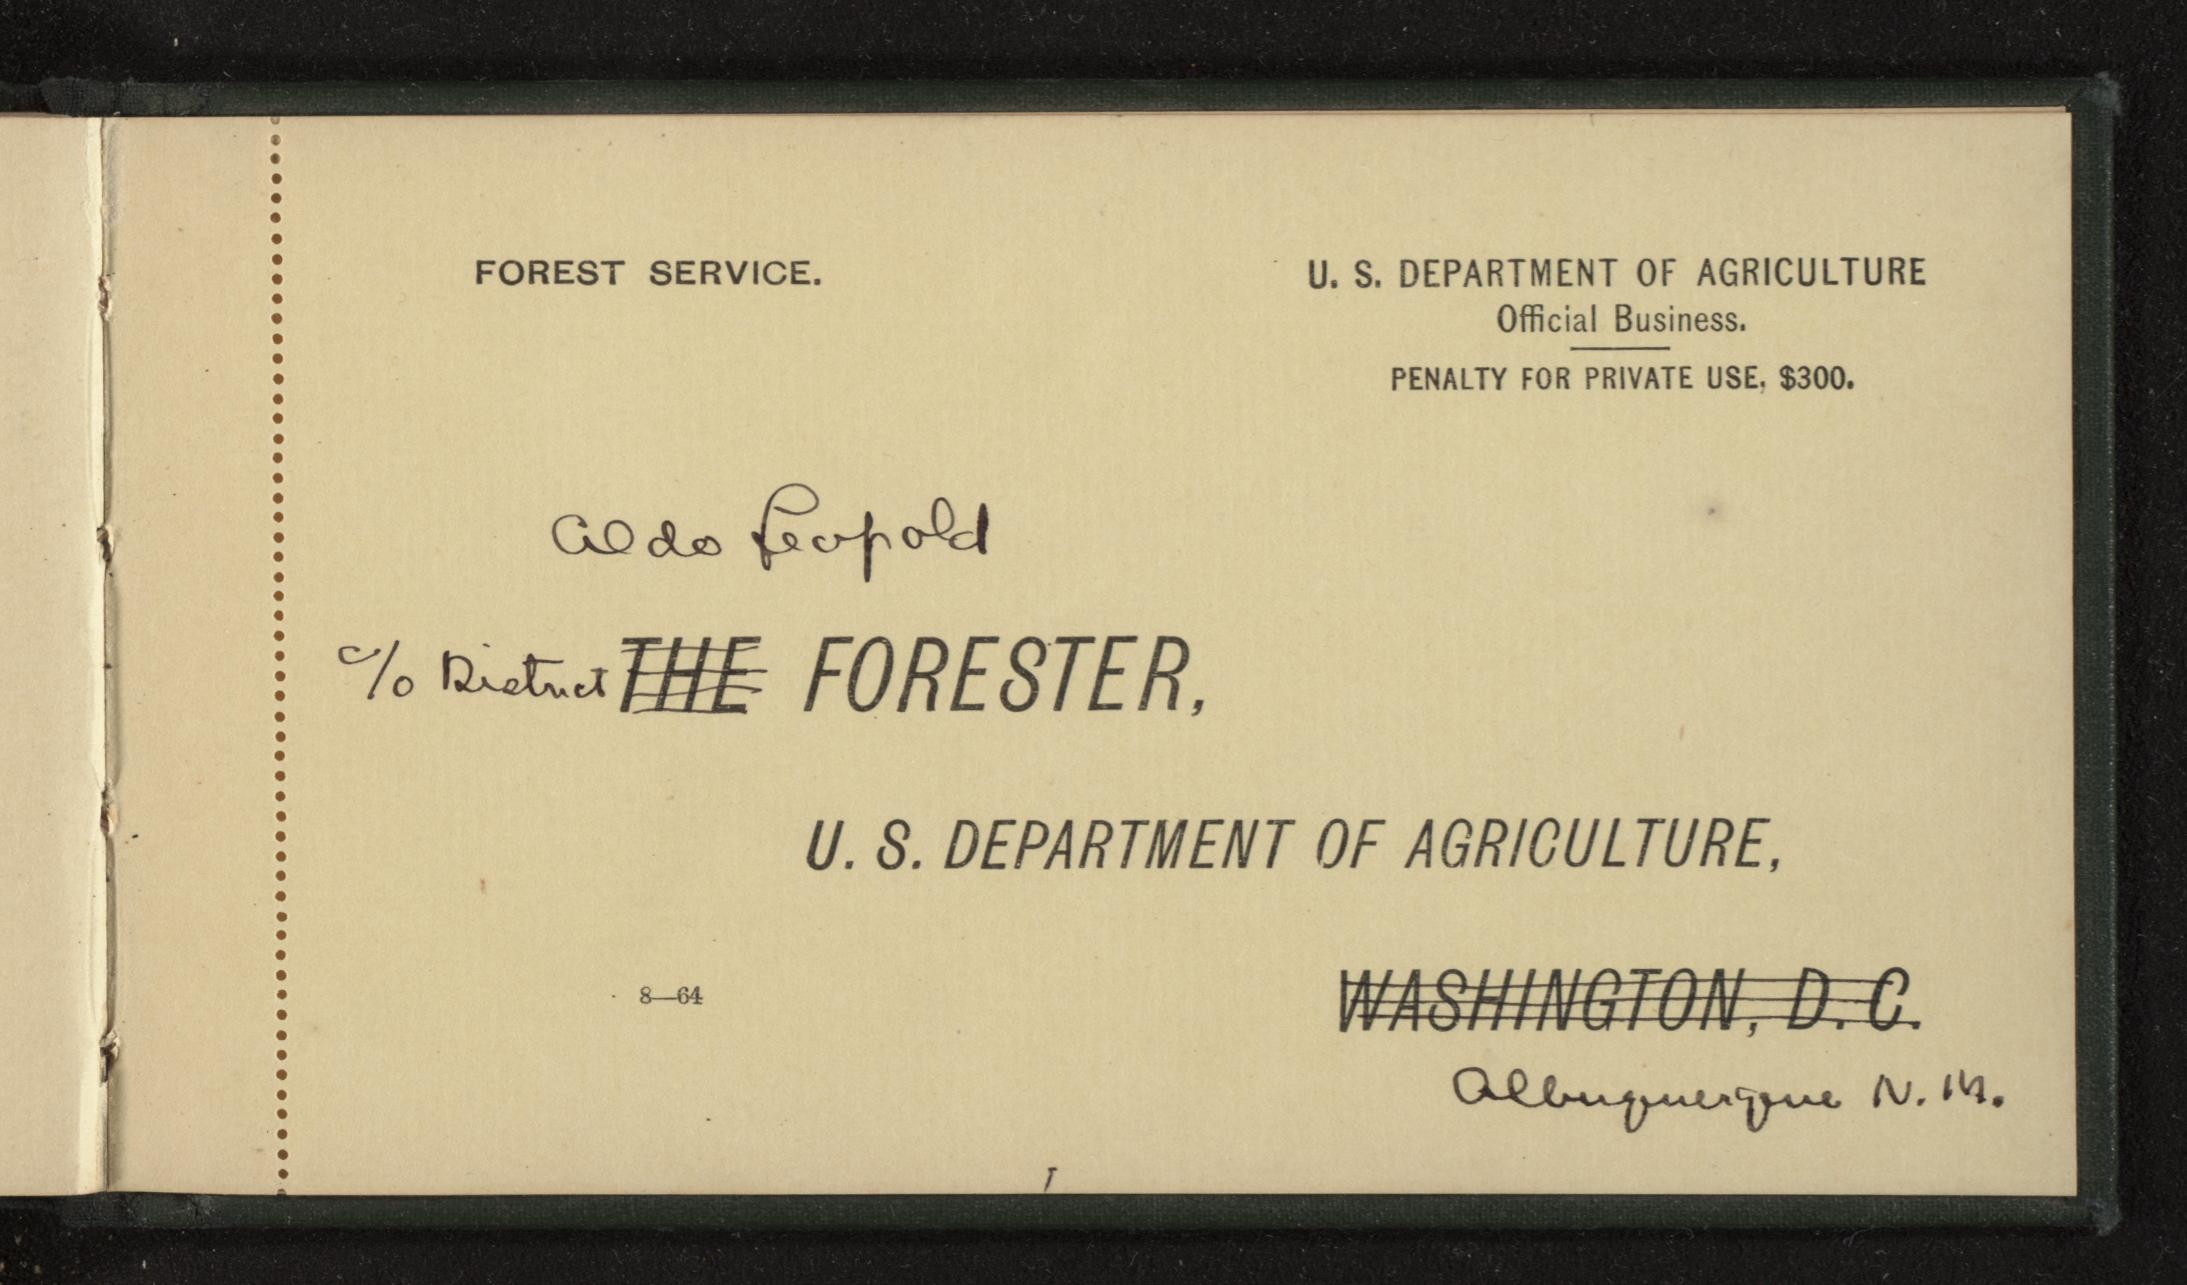 FOREST SERVICE.
U. S. DEPARTMENT OF AGRICULTURE
Official Business.
PENALTY FOR PRIVATE USE, $300.
Aldo Leopold
c/o District THE FORESTER,
U. S. DEPARTMENT OF AGRICULTURE,
8—64
WASHINGTON, D. C.
Albuquerque N. M.